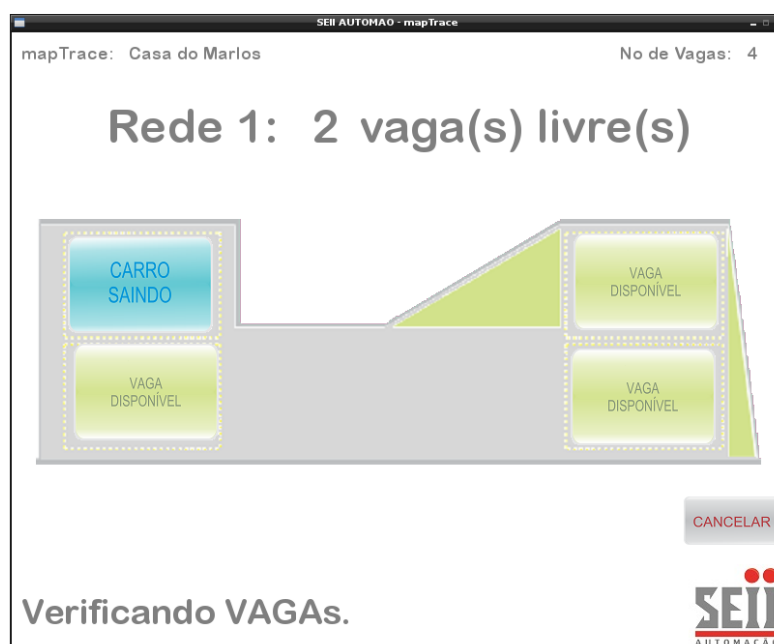 SEII AUTOMAO - mapTrace
mapTrace: Casa do Marlos No de Vagas: 4
Rede 1: 2 vaga(s) livre(s)
CARRO
SAINDO
VAGA
DISPONÍVEL
VAGA
DISPONÍVEL
VAGA
DISPONÍVEL
CANCELAR
Verificando VAGAs.
SEII
AUTOMAÇÃO